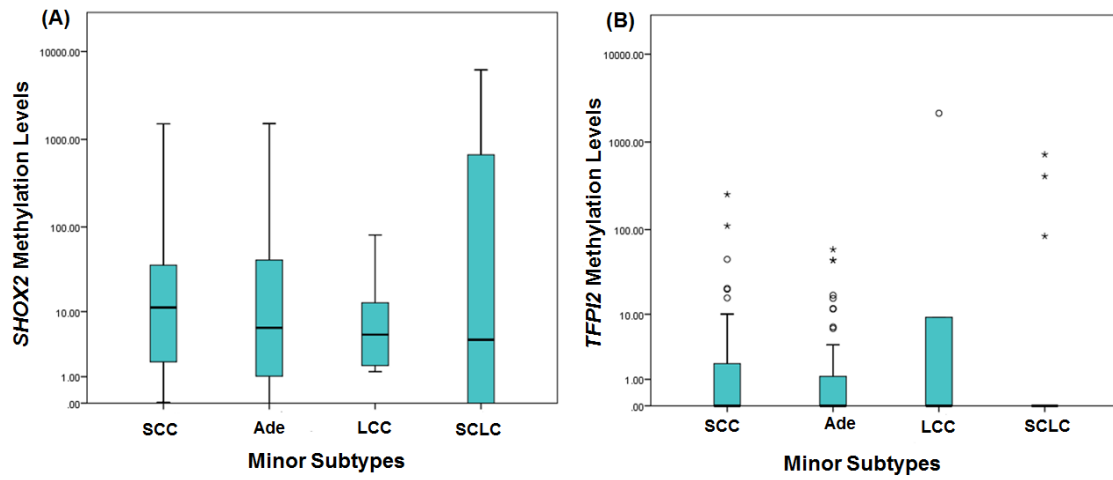 (A)
SHOX2 Methylation Levels
10000.00
1000.00
100.00
10.00
1.00
.00
SCC Ade LCC SCLC
Minor Subtypes
(B)
TFPI2 Methylation Levels
10000.00
1000.00
100.00
10.00
1.00
.00
SCC Ade LCC SCLC
Minor Subtypes